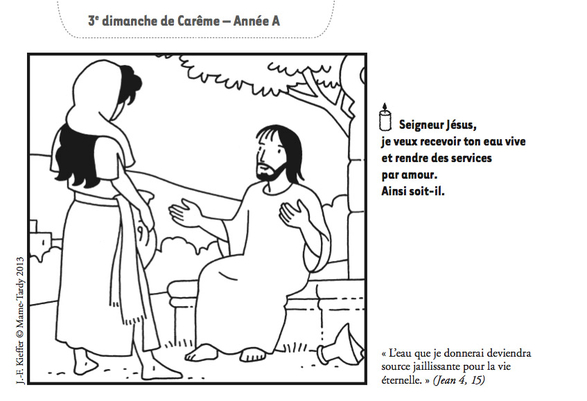 3e dimanche de Carême – Année A
Seigneur Jésus,
je veux recevoir ton eau vive
et rendre des services
par amour.
Ainsi soit-il.
J.-F. Kieffer © Mame-Tardy 2013
« L’eau que je donnerai deviendra
source jaillissante pour la vie
éternelle. » (Jean 4, 15)